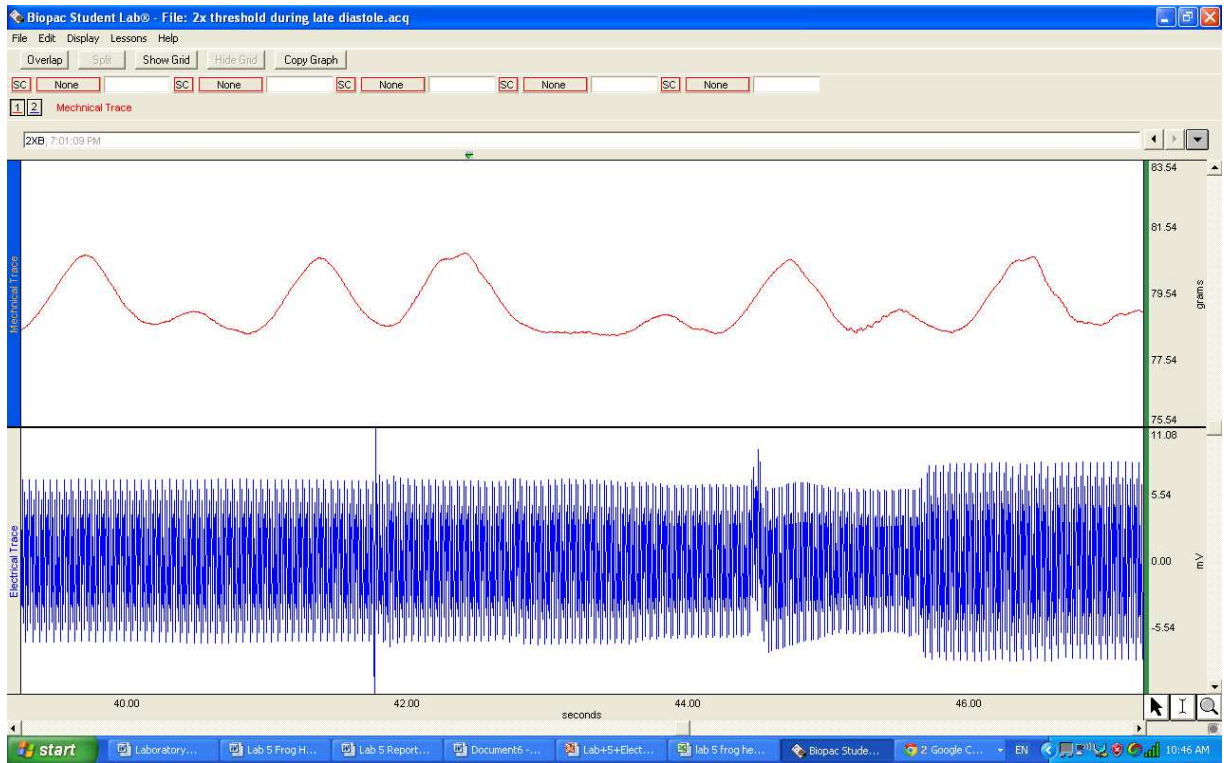 Biopac Student Lab® - File: 2x threshold during late diastole.acq
File Edit Display Lessons Help
Overlap Split Show Grid Hide Grid Copy Graph
SC None SC None SC None SC None SC None
1 2 Mechnical Trace
2XB, 7:01:09 PM
83.54
81.54
79.54
77.54
75.54
grams
Mechnical Trace
11.08
5.54
0.00
-5.54
mV
Electrical Trace
40.00 42.00 44.00 46.00
seconds
start Laboratory... Lab 5 Frog H... Lab 5 Report... Document6 -... Lab+5+Elect... lab 5 frog he... Biopac Stude... 2 Google C... EN 10:46 AM